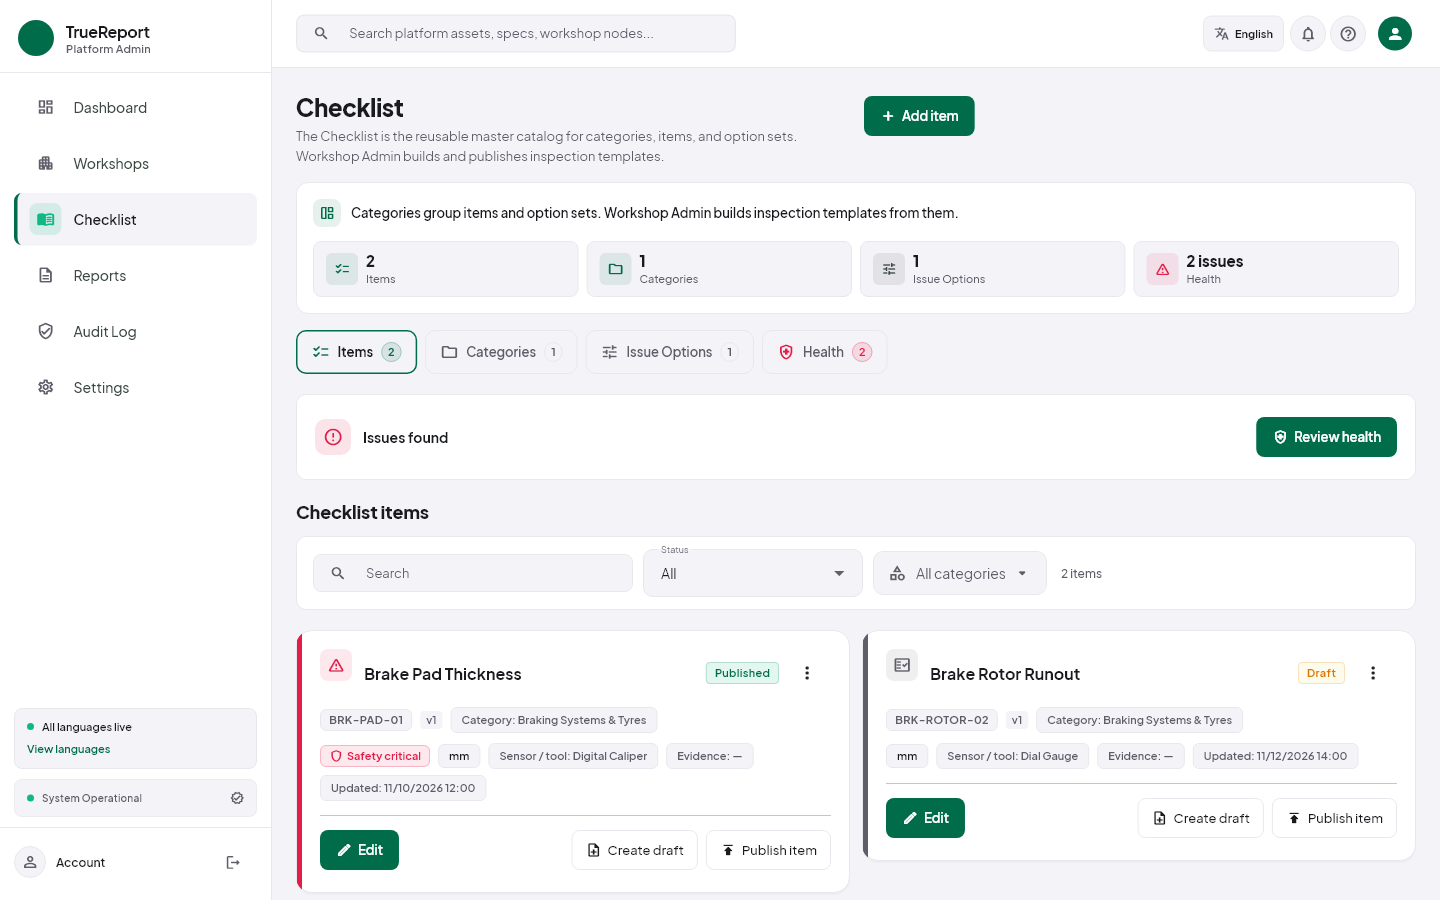 TrueReport
Platform Admin
Search platform assets, specs, workshop nodes...
English
Dashboard
Workshops
Checklist
Reports
Audit Log
Settings
All languages live
View languages
System Operational
Account
Checklist
The Checklist is the reusable master catalog for categories, items, and option sets.
Workshop Admin builds and publishes inspection templates.
Add item
Categories group items and option sets. Workshop Admin builds inspection templates from them.
2
Items
1
Categories
1
Issue Options
2 issues
Health
Items 2
Categories 1
Issue Options 1
Health 2
Issues found
Review health
Checklist items
Search
Status
All
All categories
2 items
Brake Pad Thickness
Published
BRK-PAD-01 v1 Category: Braking Systems & Tyres
Safety critical mm Sensor / tool: Digital Caliper Evidence: —
Updated: 11/10/2026 12:00
Edit Create draft Publish item
Brake Rotor Runout
Draft
BRK-ROTOR-02 v1 Category: Braking Systems & Tyres
mm Sensor / tool: Dial Gauge Evidence: — Updated: 11/12/2026 14:00
Edit Create draft Publish item